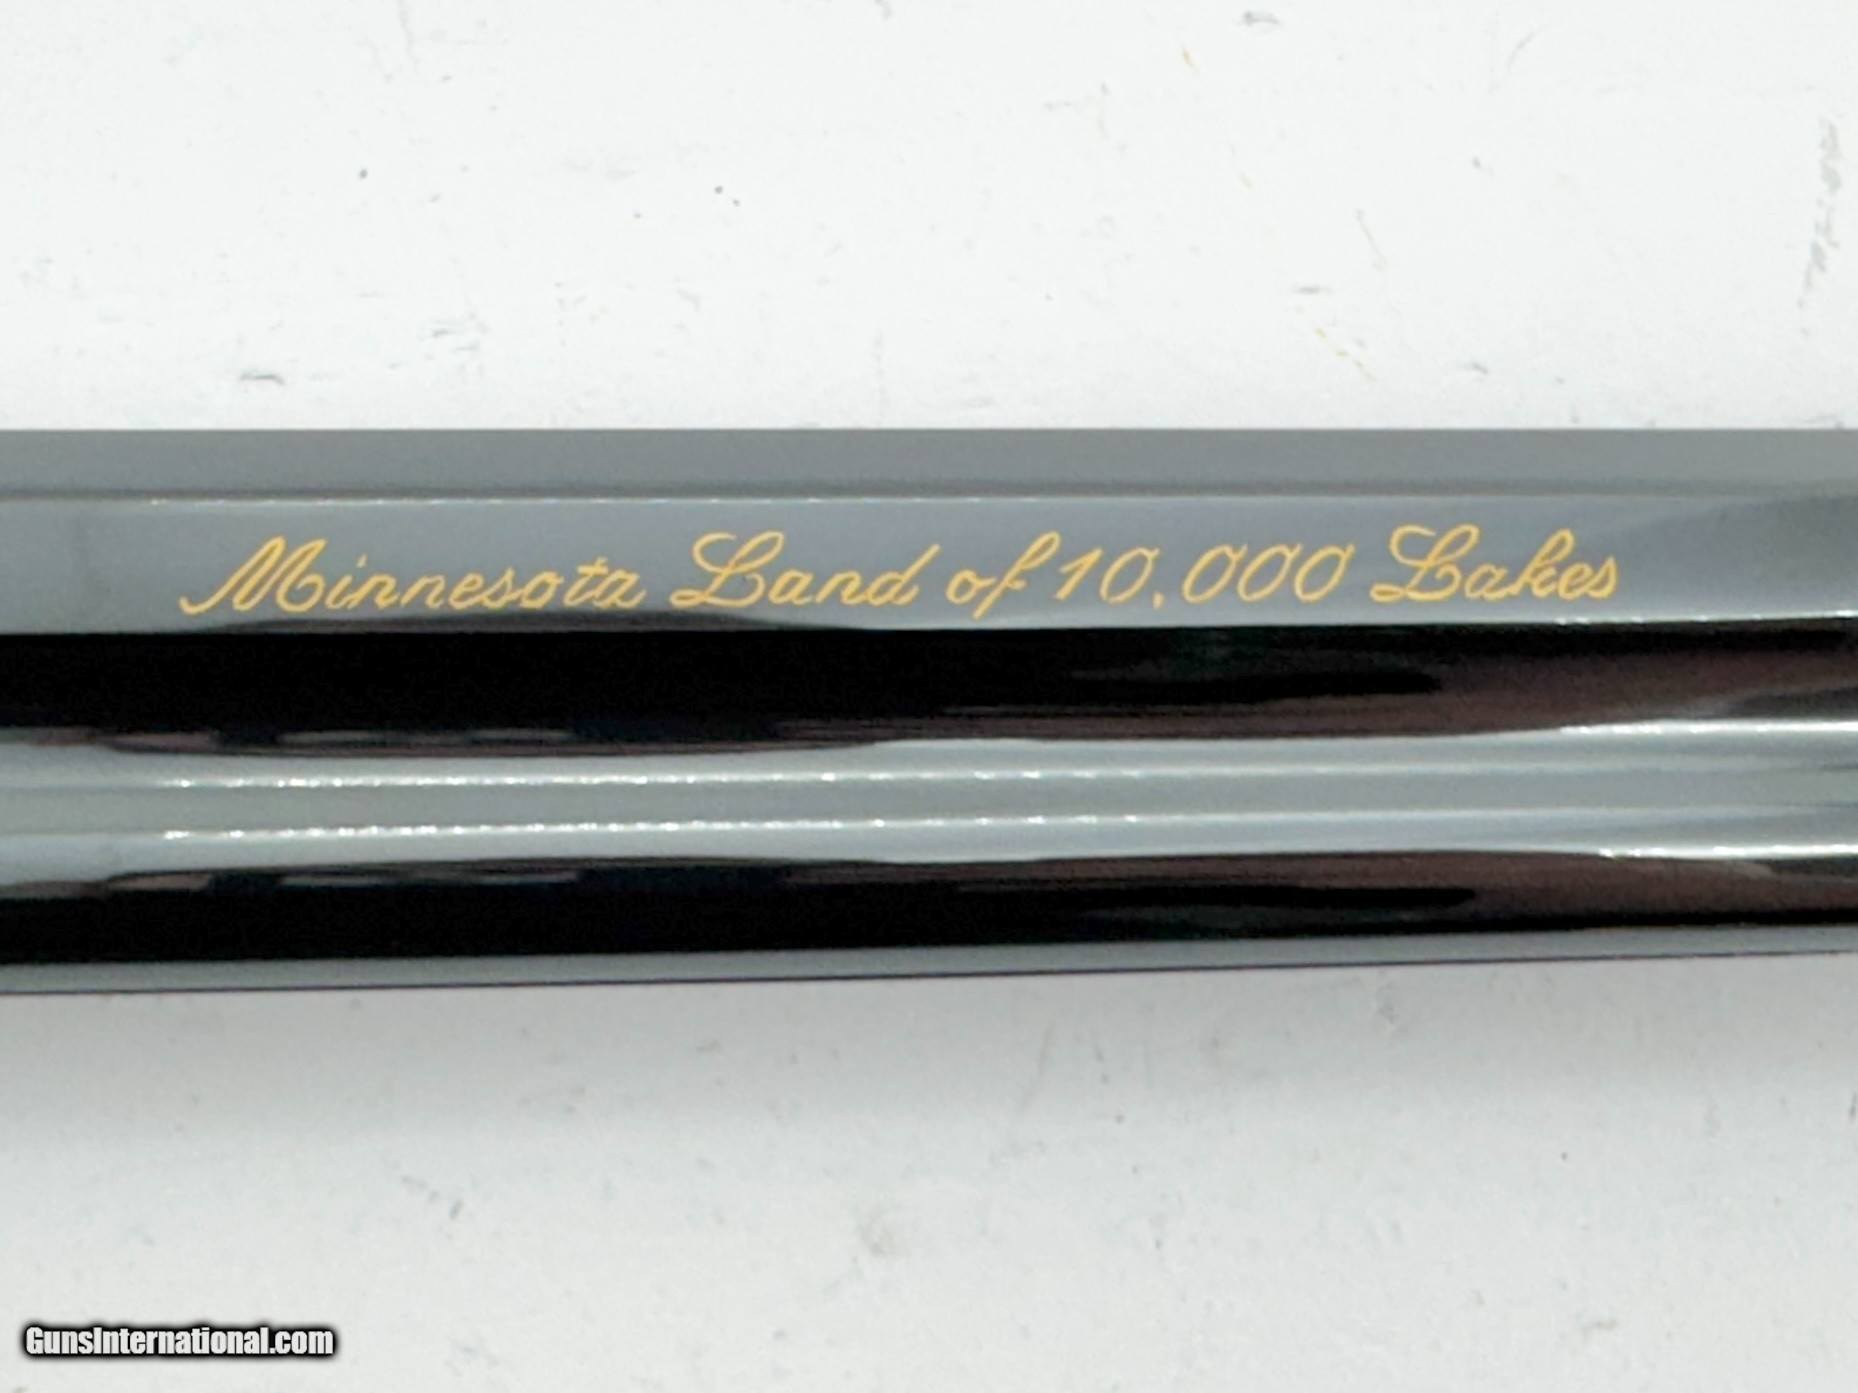 Minnesota Land of 10,000 Lakes
GunsInternational.com